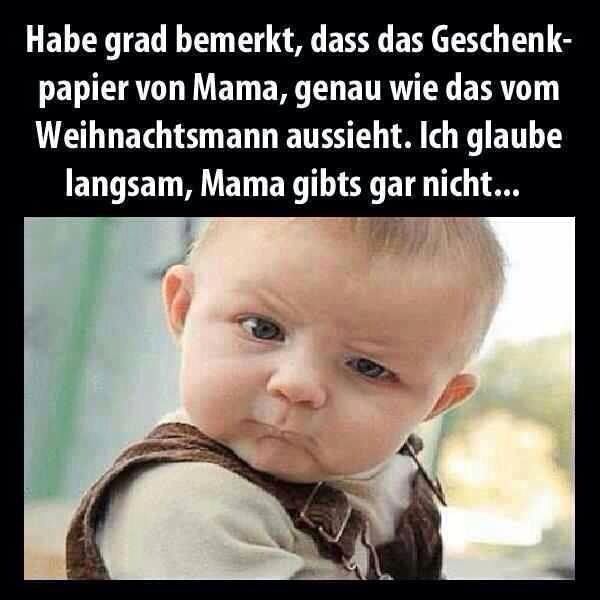 Habe grad bemerkt, dass das Geschenk-
papier von Mama, genau wie das vom
Weihnachtsmann aussieht. Ich glaube
langsam, Mama gibts gar nicht...